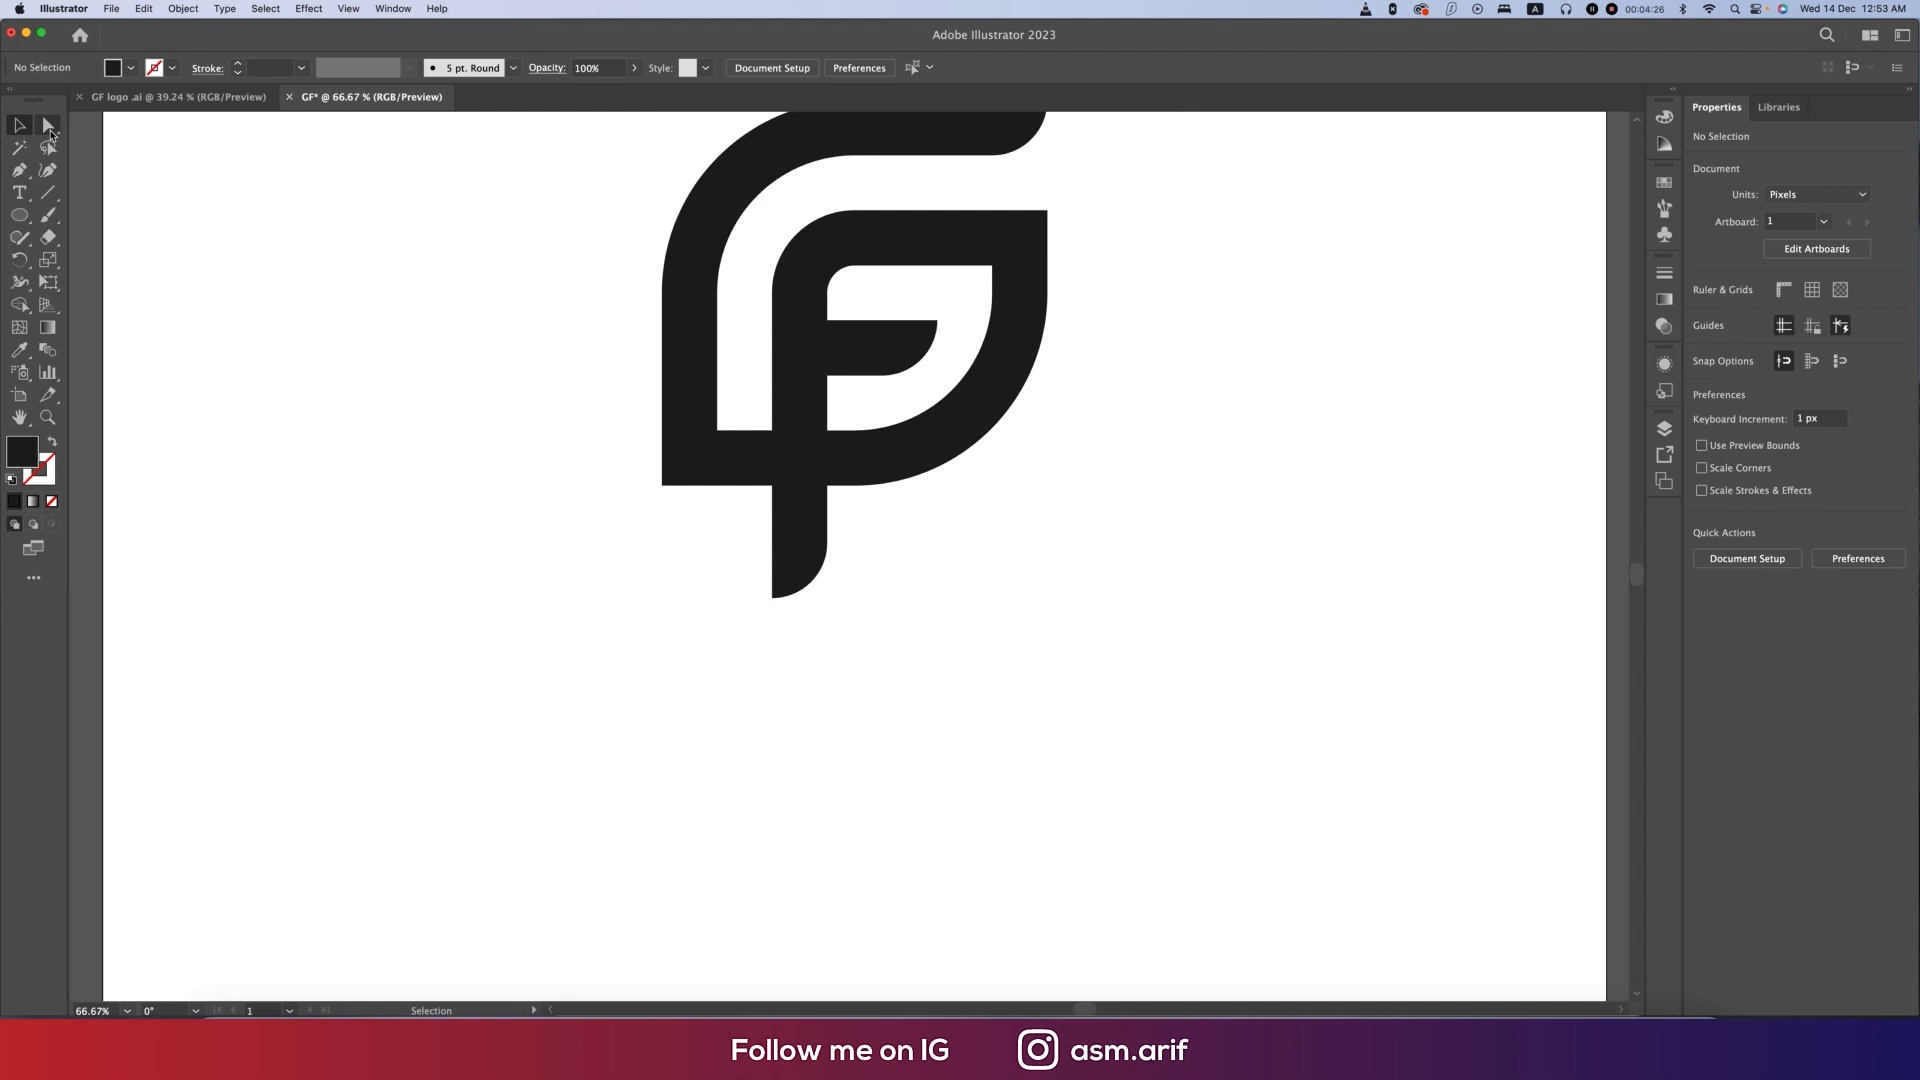 Illustrator File Edit Object Type Select Effect View Window Help A 00:04:26 Wed 14 Dec 12:53 AM
Adobe Illustrator 2023
No Selection Stroke: 5 pt. Round Opacity: 100% Style: Document Setup Preferences
GF logo .ai @ 39.24 % (RGB/Preview) GF* @ 66.67 % (RGB/Preview)
Properties Libraries
No Selection
Document
Units: Pixels
Artboard: 1
Edit Artboards
Ruler & Grids
Guides
Snap Options
Preferences
Keyboard Increment: 1 px
Use Preview Bounds
Scale Corners
Scale Strokes & Effects
Quick Actions
Document Setup Preferences
66.67% 0° 1 Selection
Follow me on IG asm.arif